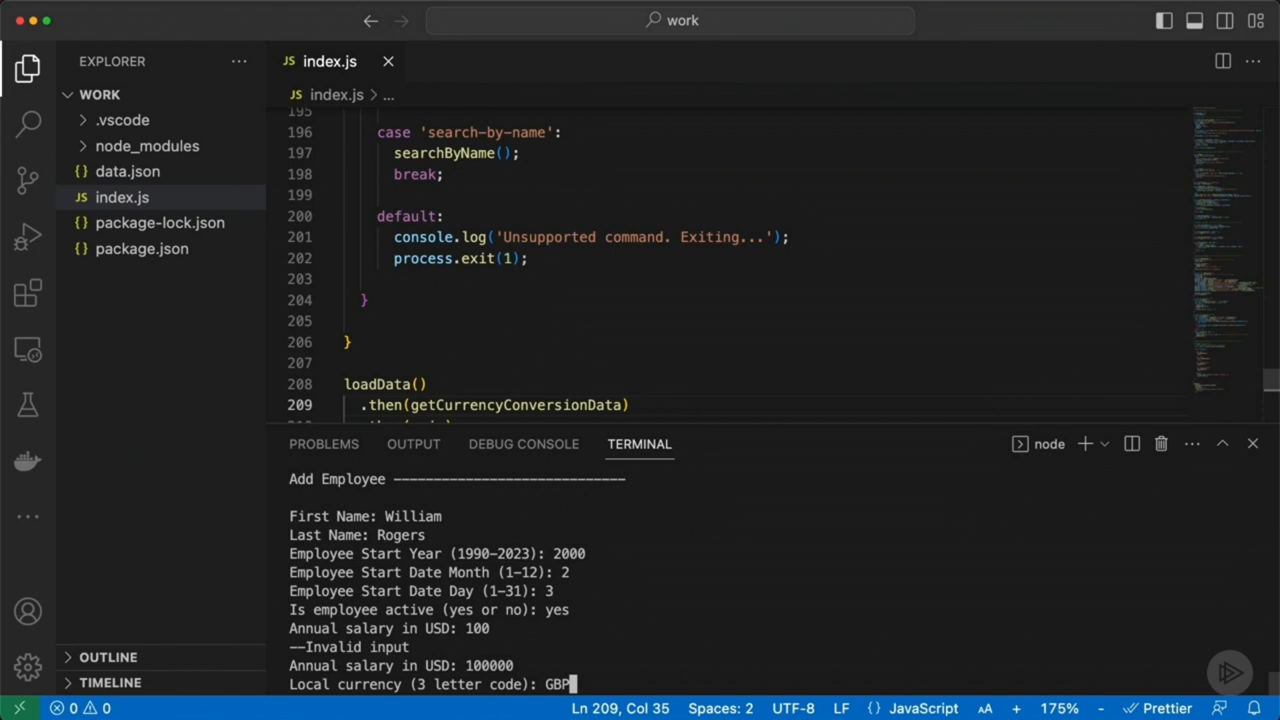 work
EXPLORER
JS index.js
WORK
JS index.js > ...
.vscode
node_modules
{} data.json
JS index.js
{} package-lock.json
{} package.json
195
196 case 'search-by-name':
197 searchByName();
198 break;
199
200 default:
201 console.log('Unsupported command. Exiting...');
202 process.exit(1);
203
204 }
205
206 }
207
208 loadData()
209 .then(getCurrencyConversionData)
PROBLEMS OUTPUT DEBUG CONSOLE TERMINAL node
Add Employee -----------------------------
First Name: William
Last Name: Rogers
Employee Start Year (1990-2023): 2000
Employee Start Date Month (1-12): 2
Employee Start Date Day (1-31): 3
Is employee active (yes or no): yes
Annual salary in USD: 100
--Invalid input
Annual salary in USD: 100000
Local currency (3 letter code): GBP
OUTLINE
TIMELINE
0 0 Ln 209, Col 35 Spaces: 2 UTF-8 LF {} JavaScript AA + 175% - Prettier